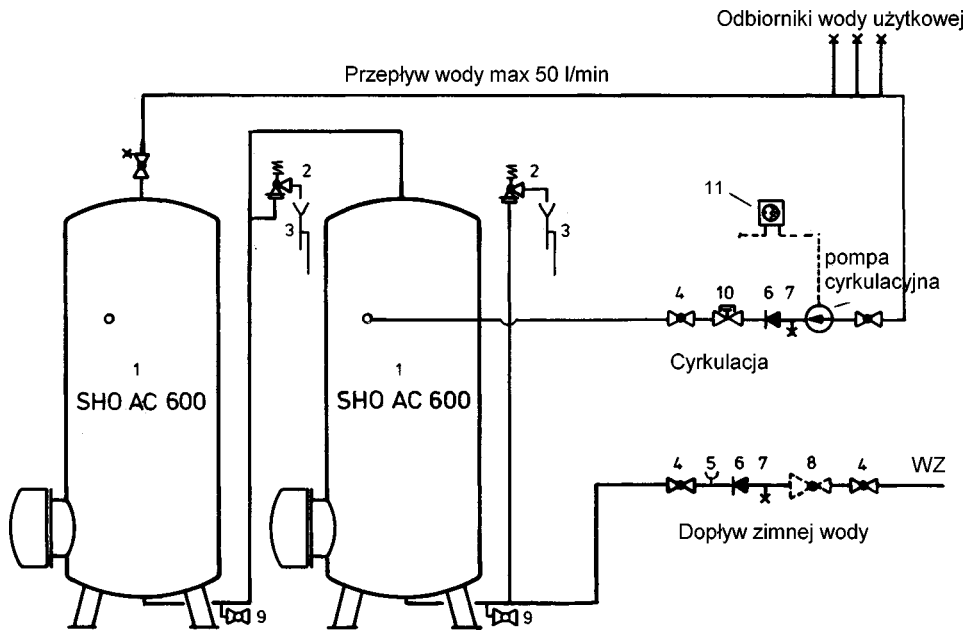 Odbiorniki wody użytkowej
Przepływ wody max 50 l/min
2
2
11
3
3
pompa
cyrkulacyjna
4 10 6 7
Cyrkulacja
1
SHO AC 600
1
SHO AC 600
4 5 6 7 8 4 WZ
Dopływ zimnej wody
9
9